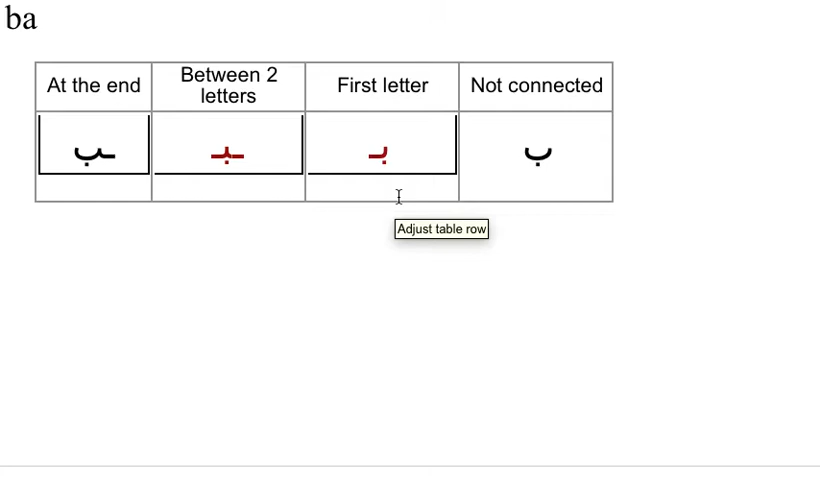 ba
At the end
Between 2
letters
First letter
Not connected
ـب
ـبـ
بـ
ب
Adjust table row